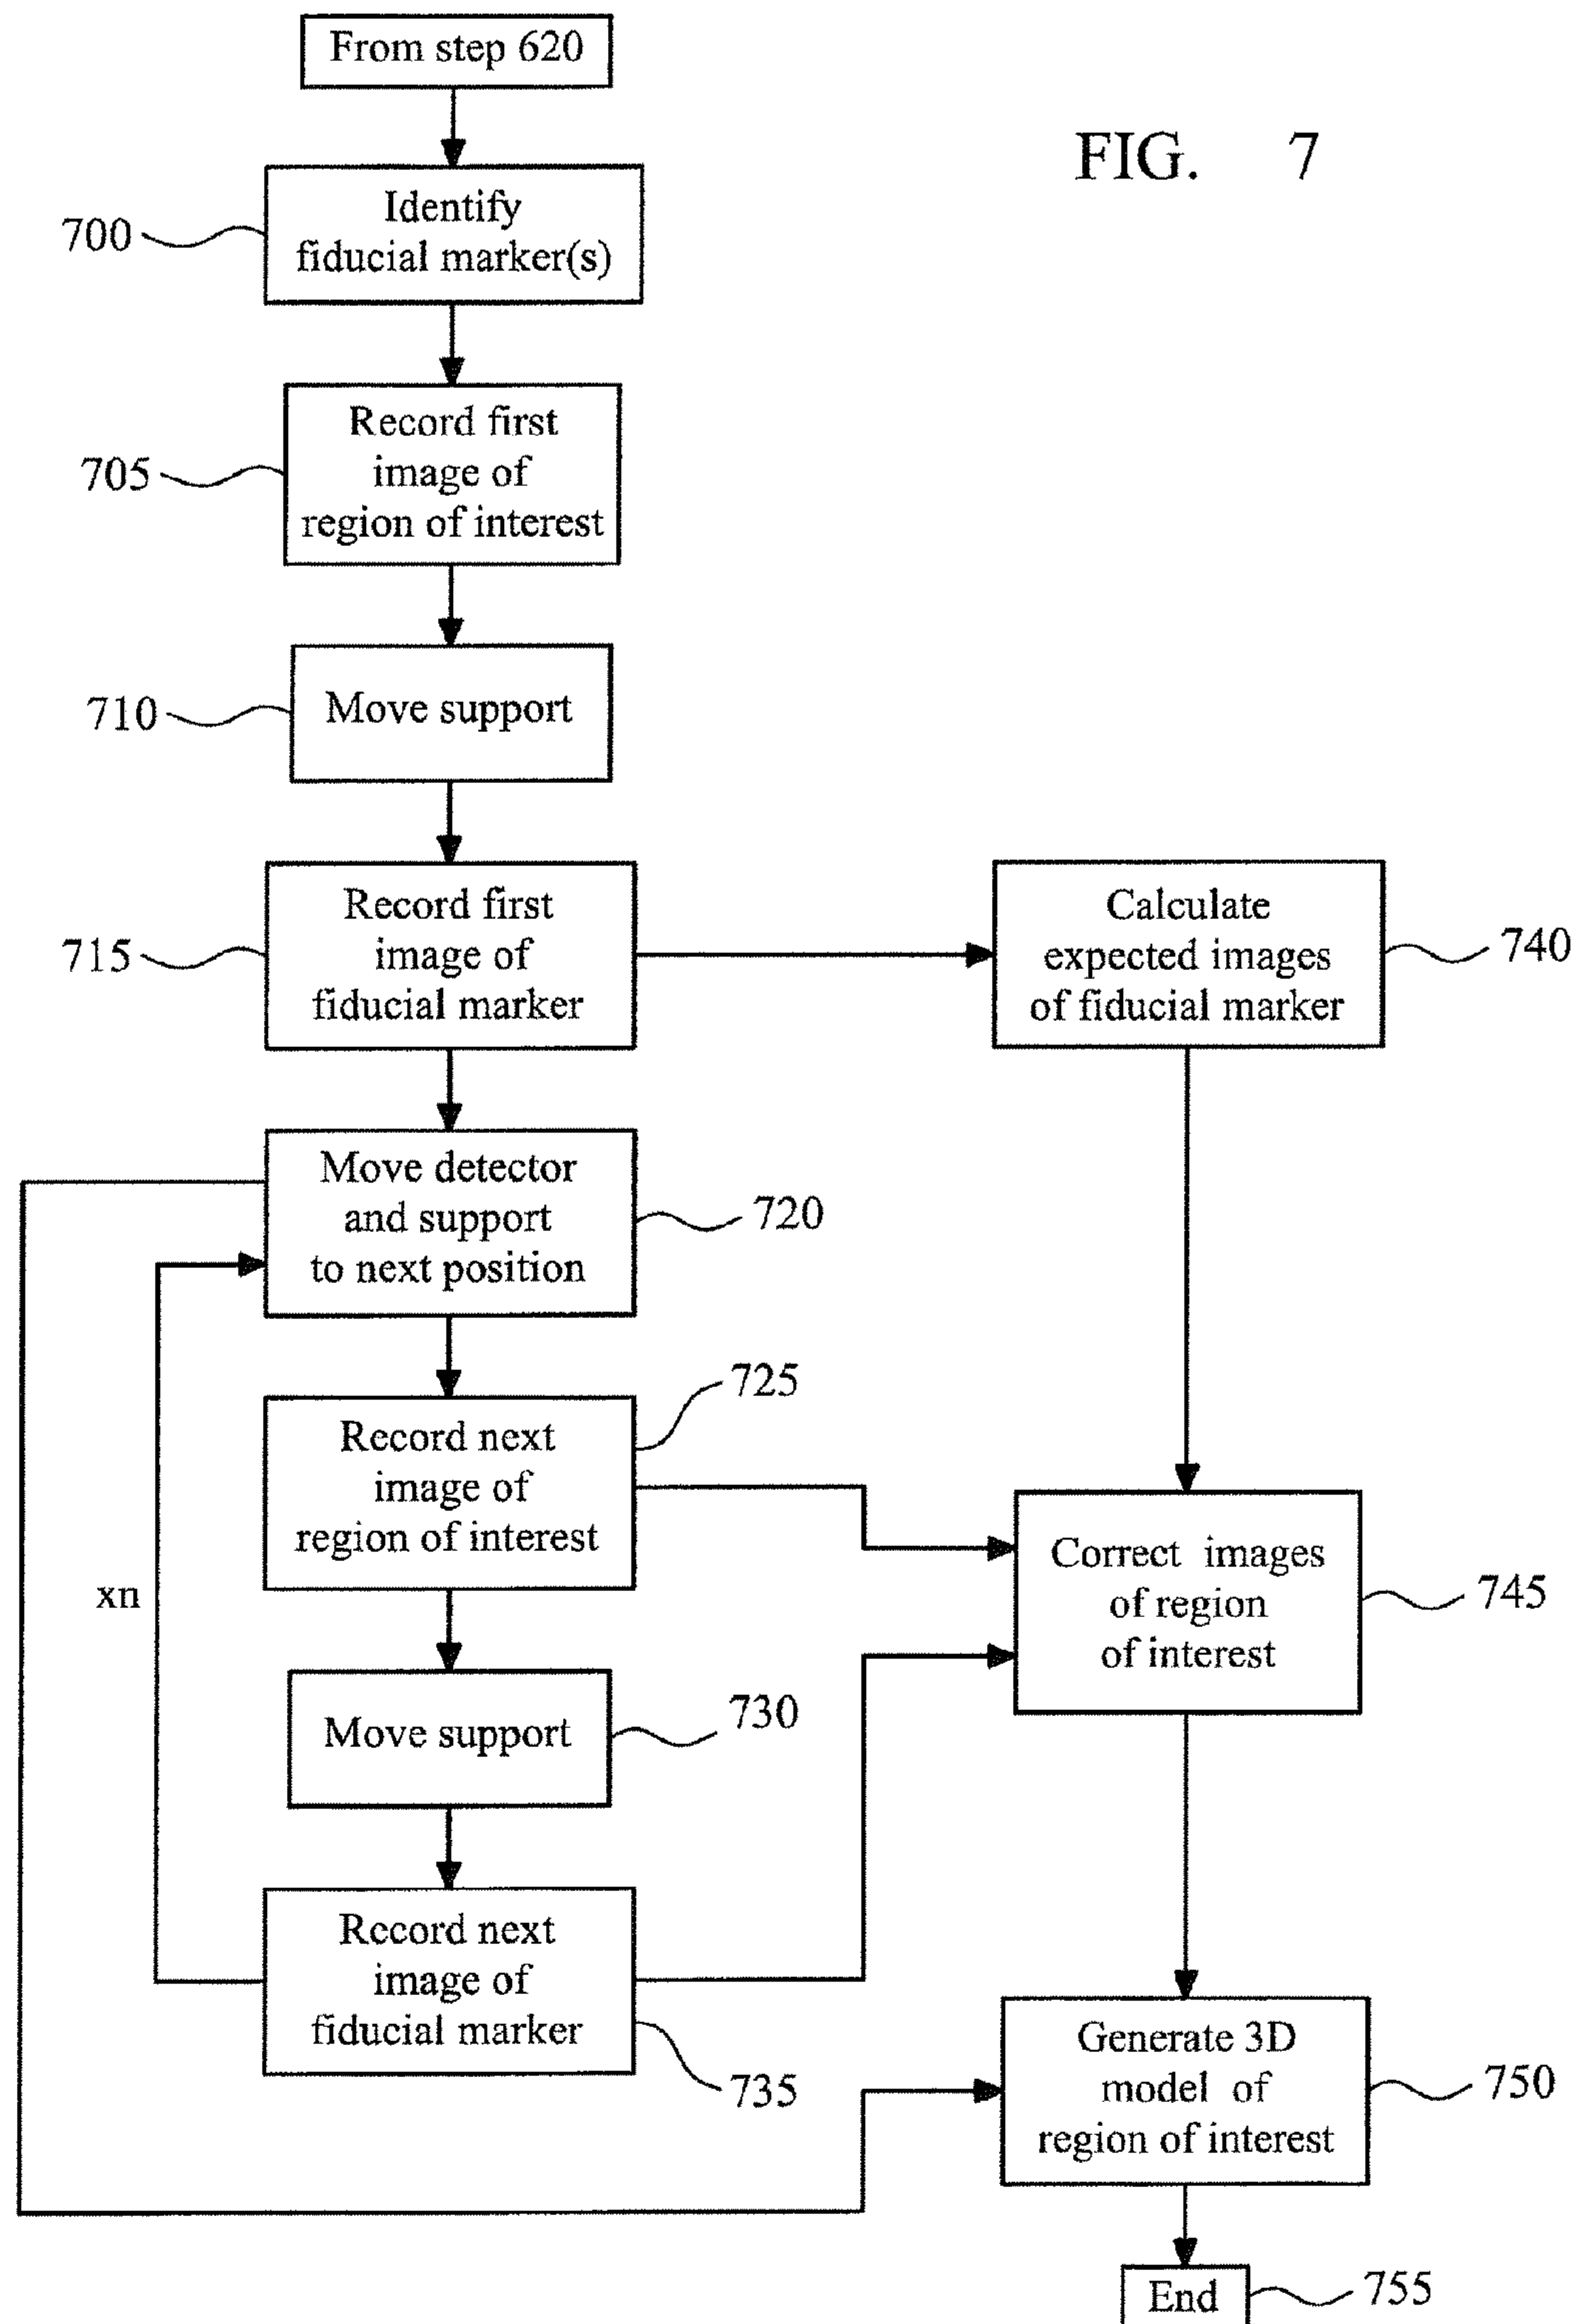 From step 620
FIG. 7
700
Identify
fiducial marker(s)
705
Record first
image of
region of interest
710
Move support
715
Record first
image of
fiducial marker
Calculate
expected images
of fiducial marker
740
Move detector
and support
to next position
720
725
Record next
image of
region of interest
xn
Correct images
of region
of interest
745
Move support
730
Record next
image of
fiducial marker
735
Generate 3D
model of
region of interest
750
End
755